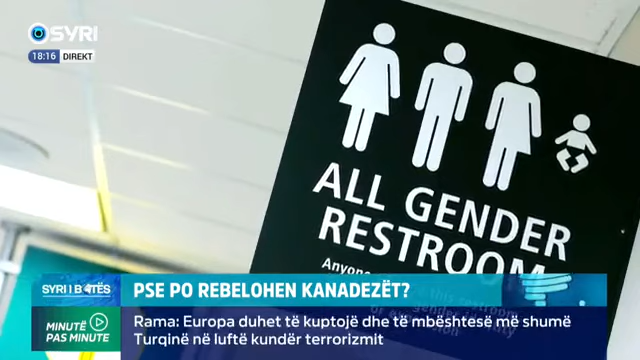 SYRI
18:16 DIREKT
ALL GENDER
RESTROOM
Anyone
SYRI I B TËS
PSE PO REBELOHEN KANADEZËT?
MINUTË
PAS MINUTE
Rama: Europa duhet të kuptojë dhe të mbështesë më shumë
Turqinë në luftë kundër terrorizmit